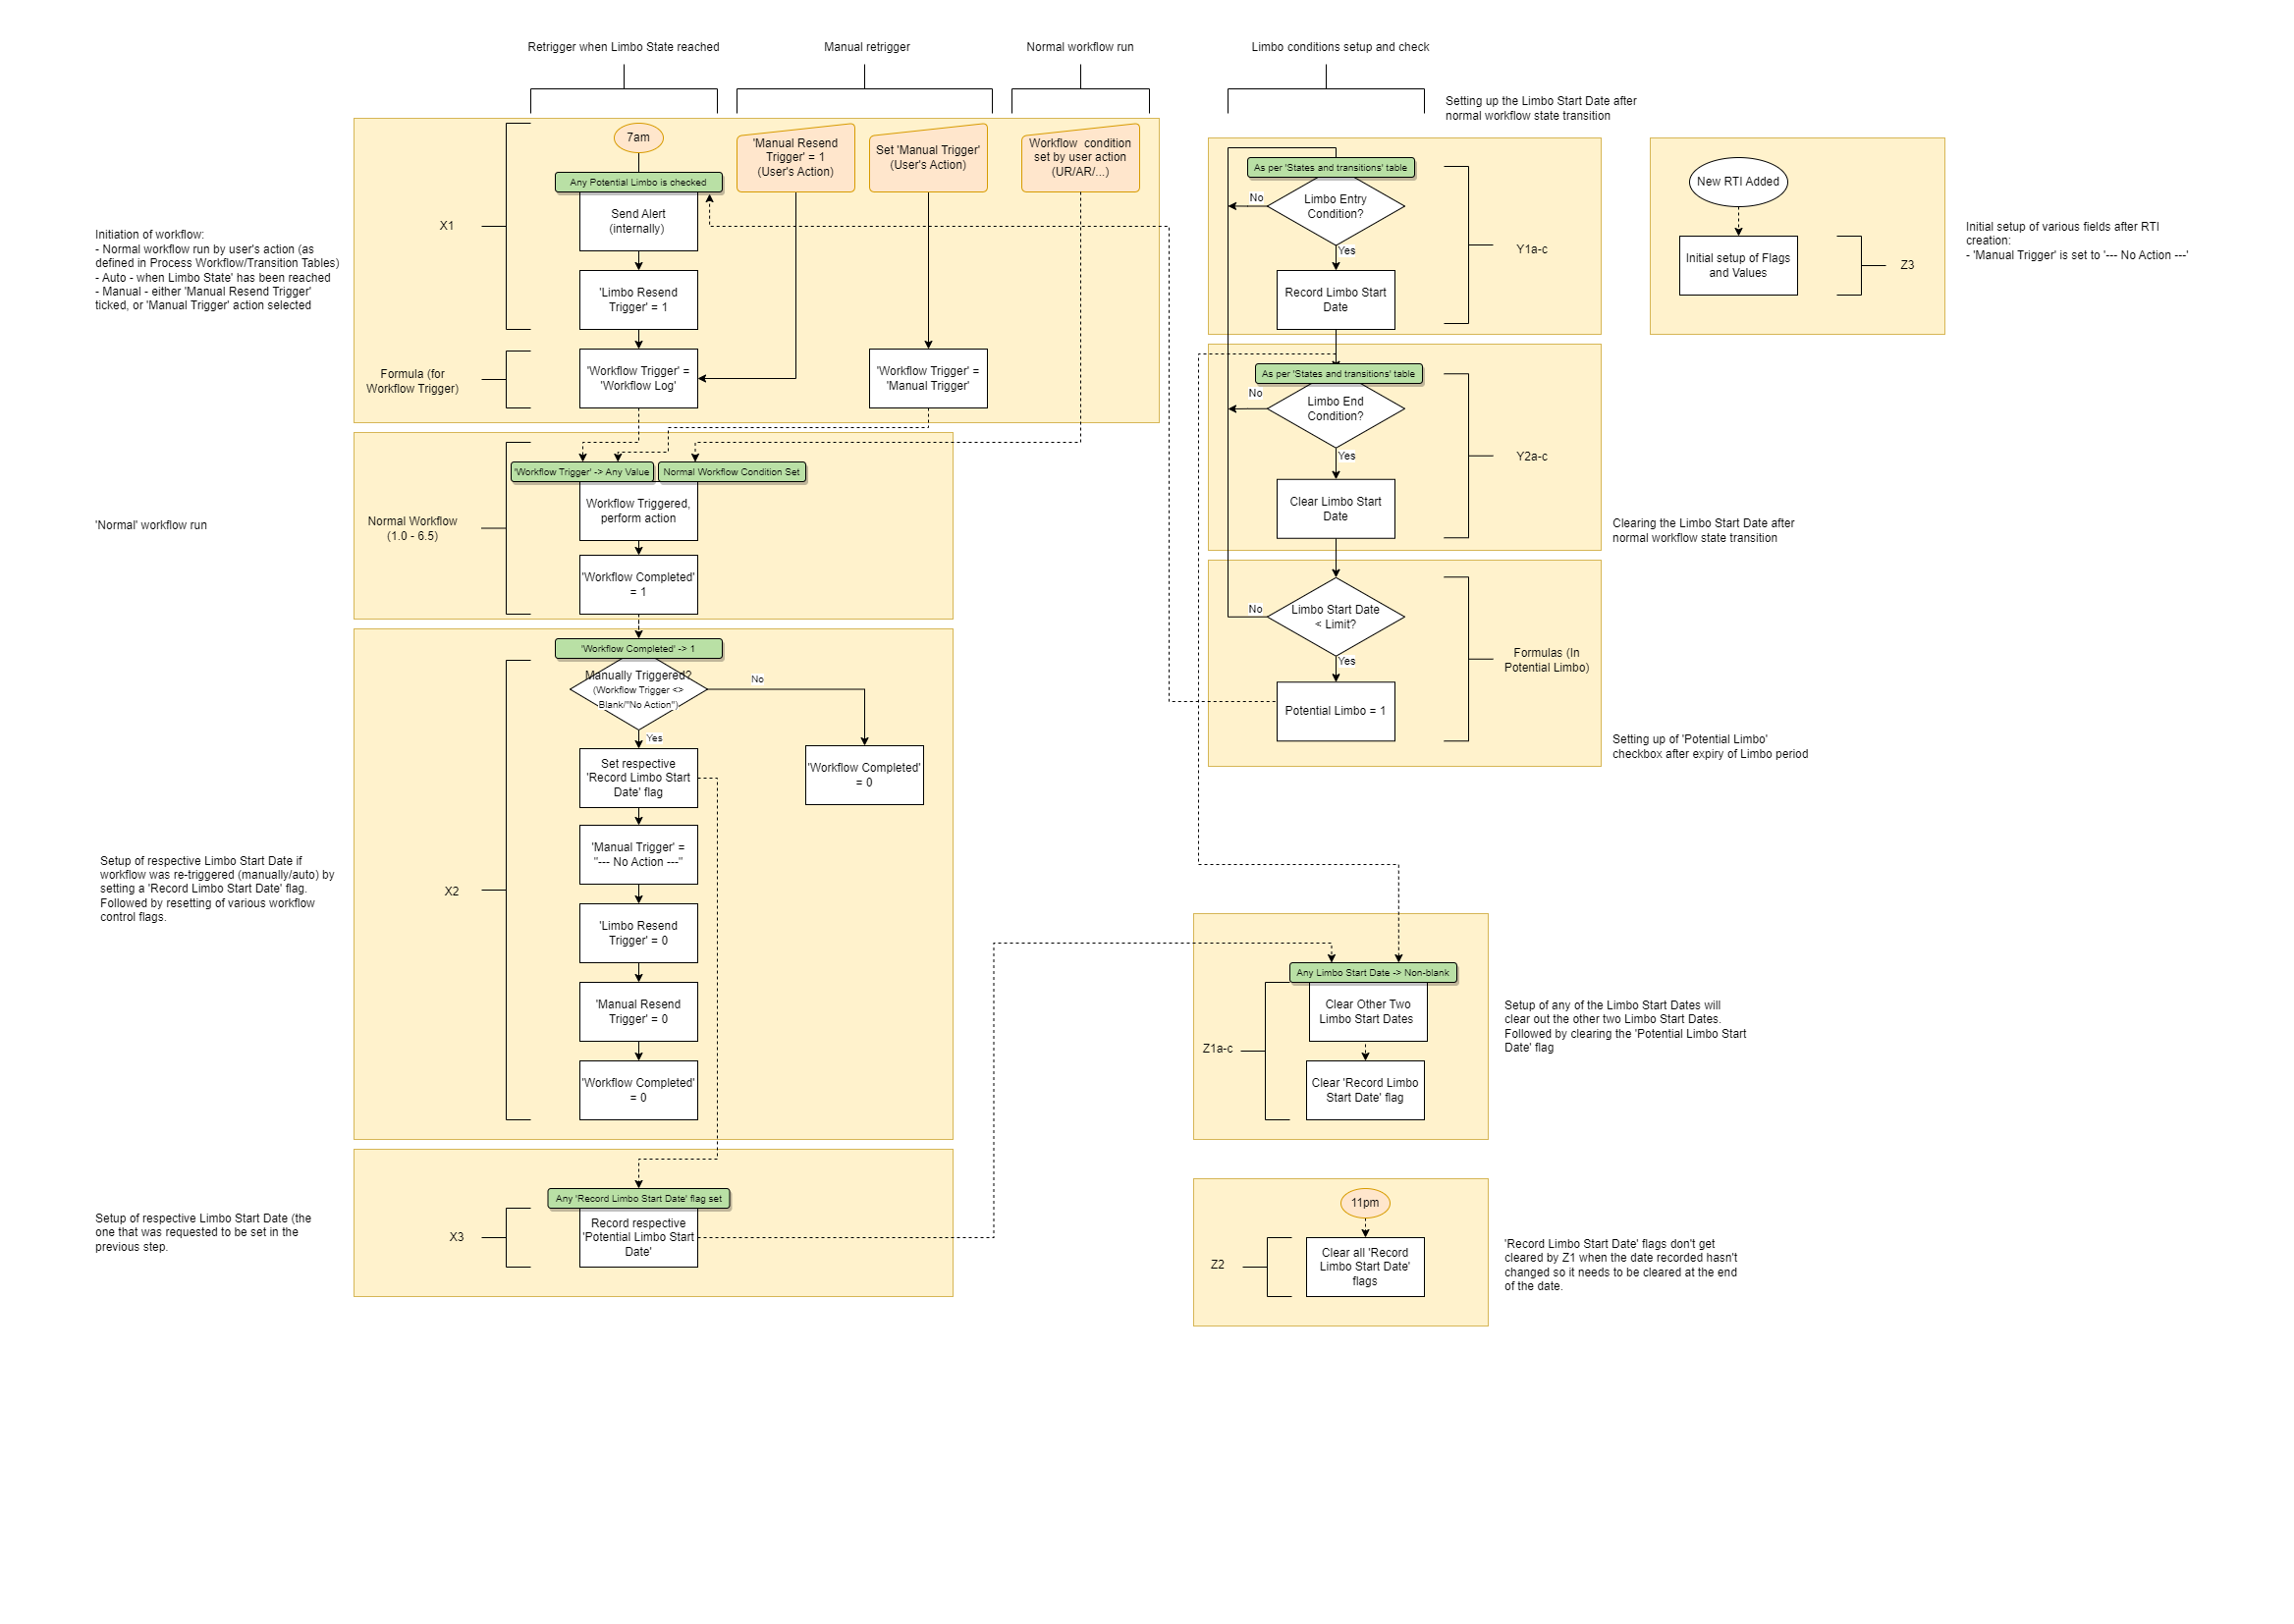 Retrigger when Limbo State reached
Manual retrigger
Normal workflow run
Limbo conditions setup and check
Setting up the Limbo Start Date after
normal workflow state transition
Initiation of workflow:
- Normal workflow run by user's action (as
defined in Process Workflow/Transition Tables)
- Auto - when Limbo State' has been reached
- Manual - either 'Manual Resend Trigger'
ticked, or 'Manual Trigger' action selected
X1
7am
Any Potential Limbo is checked
Send Alert
(internally)
'Limbo Resend
Trigger' = 1
Formula (for
Workflow Trigger)
'Workflow Trigger' =
'Workflow Log'
'Manual Resend
Trigger' = 1
(User's Action)
Set 'Manual Trigger'
(User's Action)
'Workflow Trigger' =
'Manual Trigger'
Workflow condition
set by user action
(UR/AR/...)
'Normal' workflow run
Normal Workflow
(1.0 - 6.5)
'Workflow Trigger' -> Any Value
Normal Workflow Condition Set
Workflow Triggered,
perform action
'Workflow Completed'
= 1
Setup of respective Limbo Start Date if
workflow was re-triggered (manually/auto) by
setting a 'Record Limbo Start Date' flag.
Followed by resetting of various workflow
control flags.
X2
'Workflow Completed' -> 1
Manually Triggered?
(Workflow Trigger <>
Blank/"No Action")
No
Yes
'Workflow Completed'
= 0
Set respective
'Record Limbo Start
Date' flag
'Manual Trigger' =
"--- No Action ---"
'Limbo Resend
Trigger' = 0
'Manual Resend
Trigger' = 0
'Workflow Completed'
= 0
Setup of respective Limbo Start Date (the
one that was requested to be set in the
previous step.
X3
Any 'Record Limbo Start Date' flag set
Record respective
'Potential Limbo Start
Date'
As per 'States and transitions' table
Limbo Entry
Condition?
No
Yes
Record Limbo Start
Date
Y1a-c
As per 'States and transitions' table
Limbo End
Condition?
No
Yes
Clear Limbo Start
Date
Y2a-c
Clearing the Limbo Start Date after
normal workflow state transition
Limbo Start Date
< Limit?
No
Yes
Potential Limbo = 1
Formulas (In
Potential Limbo)
Setting up of 'Potential Limbo'
checkbox after expiry of Limbo period
New RTI Added
Initial setup of Flags
and Values
Z3
Initial setup of various fields after RTI
creation:
- 'Manual Trigger' is set to '--- No Action ---'
Any Limbo Start Date -> Non-blank
Clear Other Two
Limbo Start Dates
Clear 'Record Limbo
Start Date' flag
Z1a-c
Setup of any of the Limbo Start Dates will
clear out the other two Limbo Start Dates.
Followed by clearing the 'Potential Limbo Start
Date' flag
11pm
Clear all 'Record
Limbo Start Date'
flags
Z2
'Record Limbo Start Date' flags don't get
cleared by Z1 when the date recorded hasn't
changed so it needs to be cleared at the end
of the date.